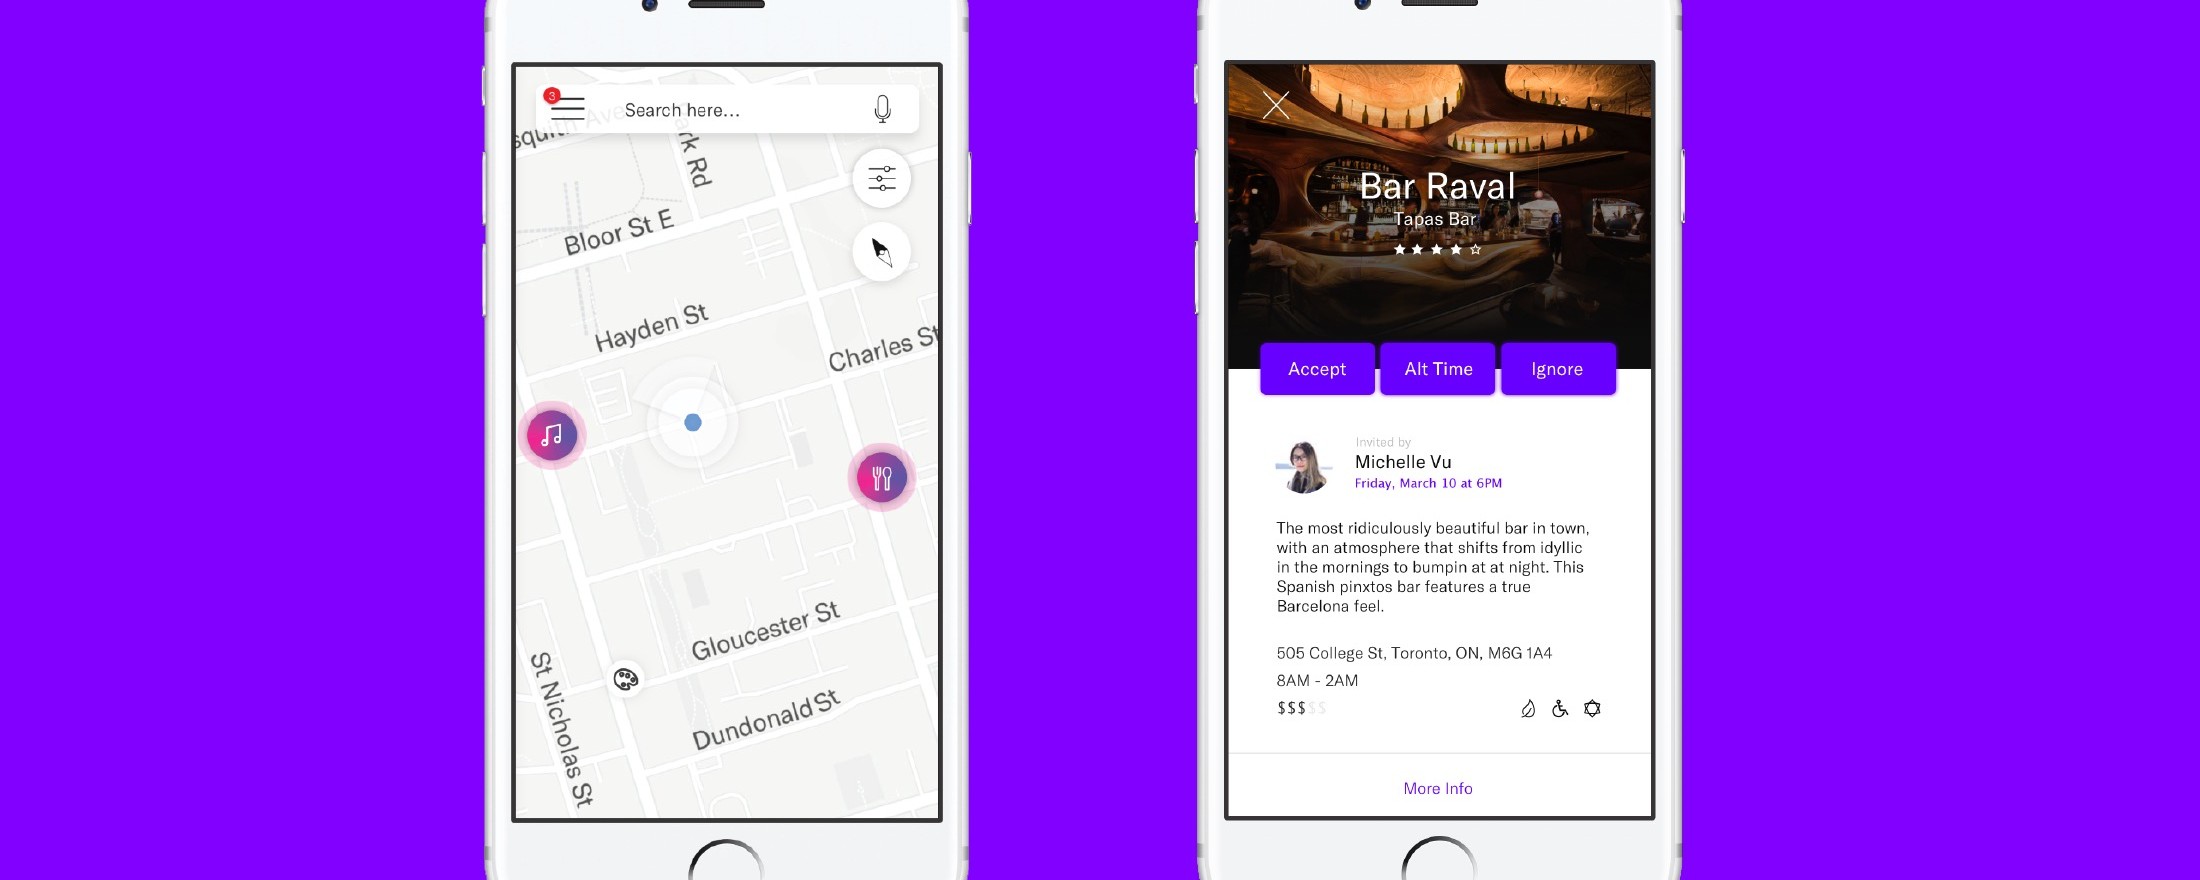 3
Search here...
squith Ave
ark Rd
Bloor St E
Hayden St
Charles St
Gloucester St
Dundonald St
St Nicholas St
Bar Raval
Tapas Bar
Accept
Alt Time
Ignore
Invited by
Michelle Vu
Friday, March 10 at 6PM
The most ridiculously beautiful bar in town,
with an atmosphere that shifts from idyllic
in the mornings to bumpin at at night. This
Spanish pinxtos bar features a true
Barcelona feel.
505 College St, Toronto, ON, M6G 1A4
8AM - 2AM
$$$$$
More Info